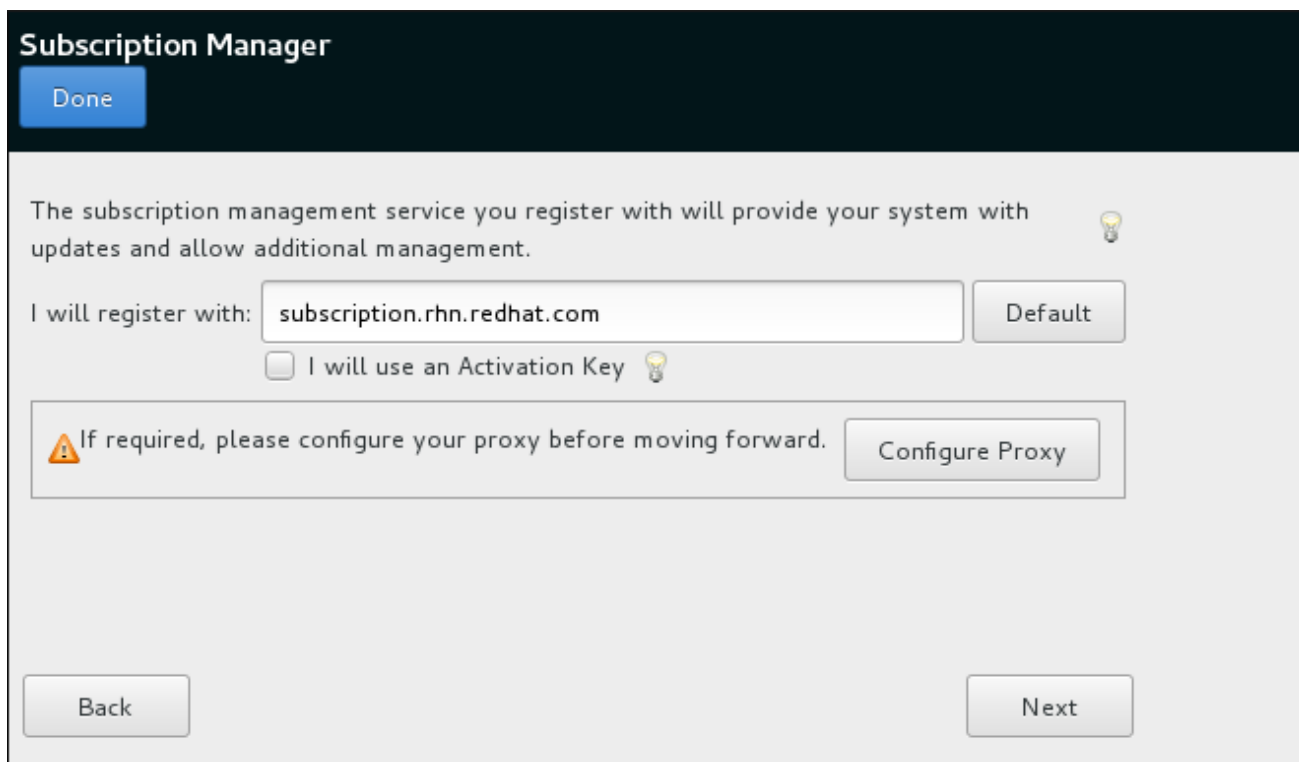 Subscription Manager
Done
The subscription management service you register with will provide your system with
updates and allow additional management.
I will register with: subscription.rhn.redhat.com Default
I will use an Activation Key
If required, please configure your proxy before moving forward. Configure Proxy
Back Next